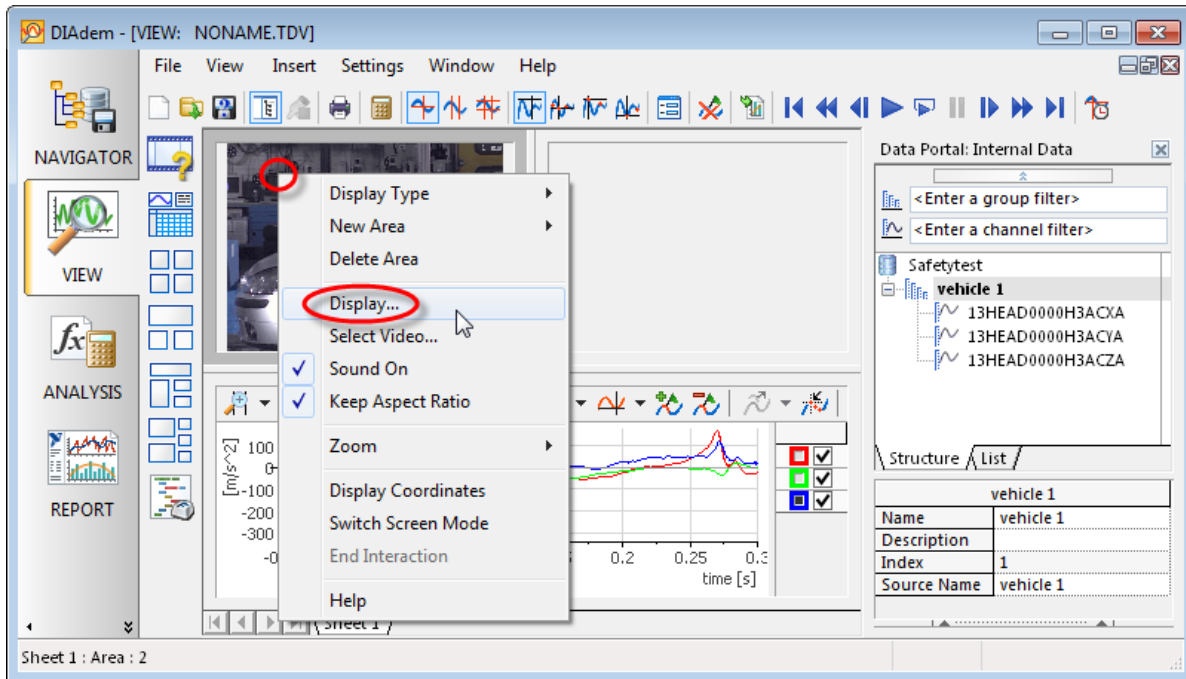 DIAdem - [VIEW: NONAME.TDV]
File View Insert Settings Window Help
NAVIGATOR
VIEW
ANALYSIS
REPORT
Display Type
New Area
Delete Area
Display...
Select Video...
Sound On
Keep Aspect Ratio
Zoom
Display Coordinates
Switch Screen Mode
End Interaction
Help
[m/s^2]
100
0
-100
-200
-300
-0
0.2 0.25 0.3
time [s]
Sheet 1
Data Portal: Internal Data
<Enter a group filter>
<Enter a channel filter>
Safetytest
vehicle 1
13HEAD0000H3ACXA
13HEAD0000H3ACYA
13HEAD0000H3ACZA
Structure List
vehicle 1
Name vehicle 1
Description
Index 1
Source Name vehicle 1
Sheet 1 : Area : 2